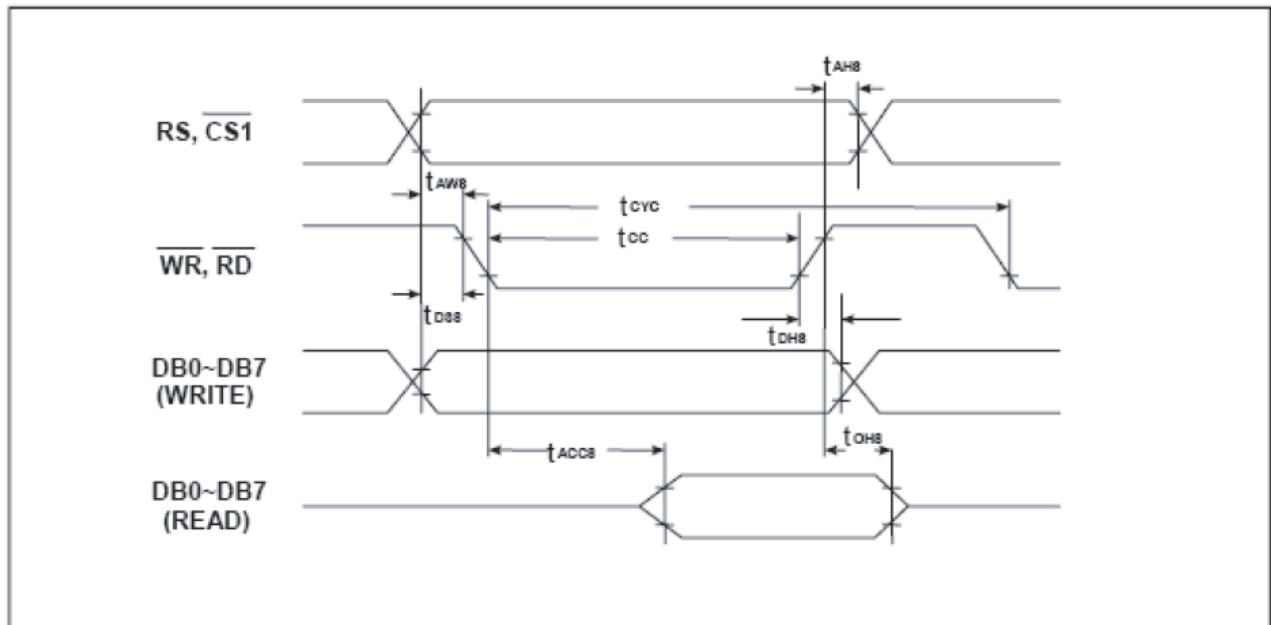 tAH8
RS, CS1
tAW8
tCYC
tCC
WR, RD
tDS8
tDH8
DB0~DB7
(WRITE)
tACC8
tOH8
DB0~DB7
(READ)